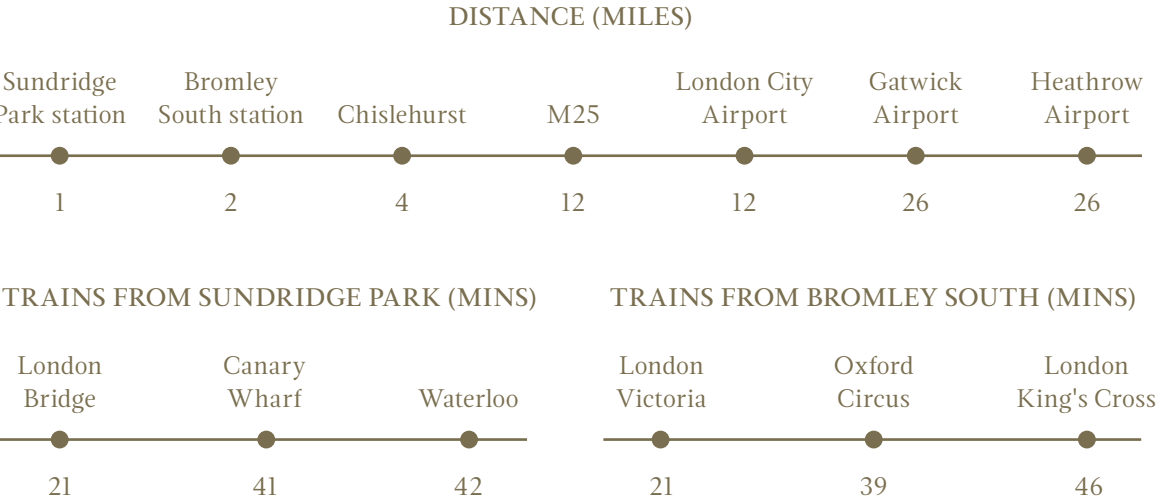 DISTANCE (MILES)
Sundridge
Park station
Bromley
South station
Chislehurst
M25
London City
Airport
Gatwick
Airport
Heathrow
Airport
1
2
4
12
12
26
26
TRAINS FROM SUNDRIDGE PARK (MINS)
London
Bridge
Canary
Wharf
Waterloo
21
41
42
TRAINS FROM BROMLEY SOUTH (MINS)
London
Victoria
Oxford
Circus
London
King's Cross
21
39
46